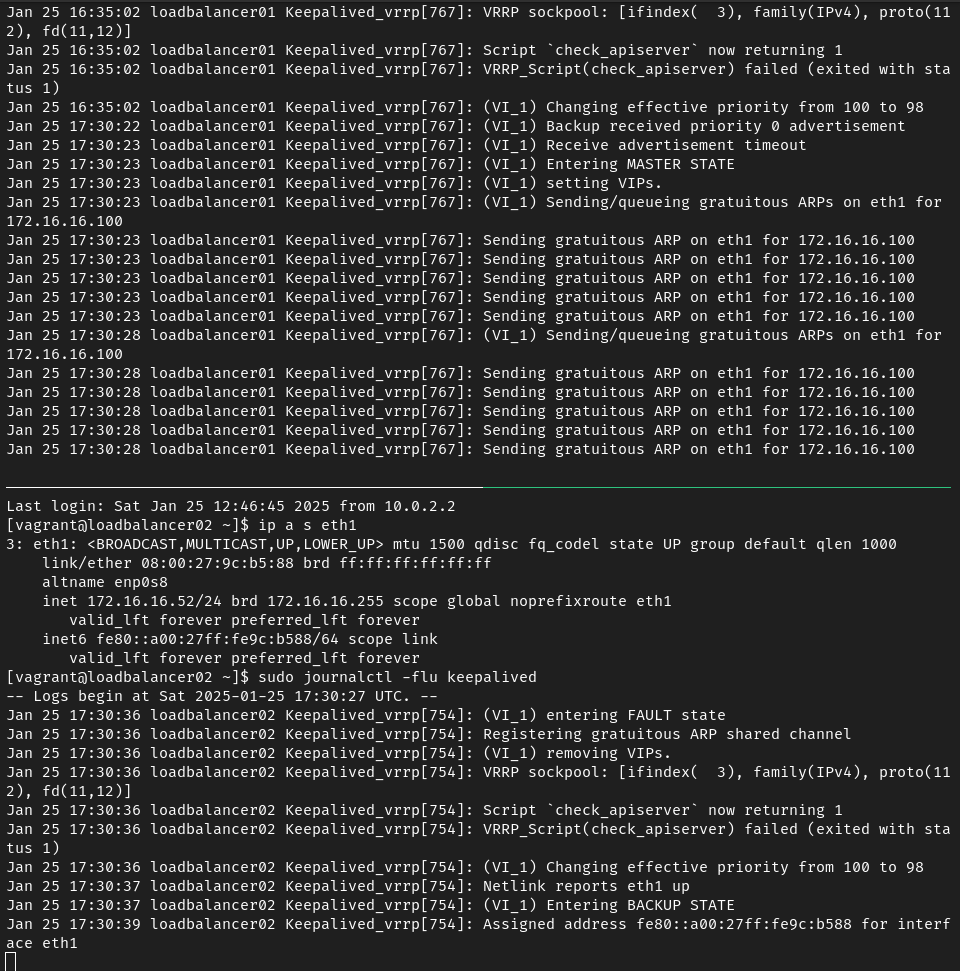 Jan 25 16:35:02 loadbalancer01 Keepalived_vrrp[767]: VRRP sockpool: [ifindex(  3), family(IPv4), proto(11
2), fd(11,12)]
Jan 25 16:35:02 loadbalancer01 Keepalived_vrrp[767]: Script `check_apiserver` now returning 1
Jan 25 16:35:02 loadbalancer01 Keepalived_vrrp[767]: VRRP_Script(check_apiserver) failed (exited with sta
tus 1)
Jan 25 16:35:02 loadbalancer01 Keepalived_vrrp[767]: (VI_1) Changing effective priority from 100 to 98
Jan 25 17:30:22 loadbalancer01 Keepalived_vrrp[767]: (VI_1) Backup received priority 0 advertisement
Jan 25 17:30:23 loadbalancer01 Keepalived_vrrp[767]: (VI_1) Receive advertisement timeout
Jan 25 17:30:23 loadbalancer01 Keepalived_vrrp[767]: (VI_1) Entering MASTER STATE
Jan 25 17:30:23 loadbalancer01 Keepalived_vrrp[767]: (VI_1) setting VIPs.
Jan 25 17:30:23 loadbalancer01 Keepalived_vrrp[767]: (VI_1) Sending/queueing gratuitous ARPs on eth1 for
172.16.16.100
Jan 25 17:30:23 loadbalancer01 Keepalived_vrrp[767]: Sending gratuitous ARP on eth1 for 172.16.16.100
Jan 25 17:30:23 loadbalancer01 Keepalived_vrrp[767]: Sending gratuitous ARP on eth1 for 172.16.16.100
Jan 25 17:30:23 loadbalancer01 Keepalived_vrrp[767]: Sending gratuitous ARP on eth1 for 172.16.16.100
Jan 25 17:30:23 loadbalancer01 Keepalived_vrrp[767]: Sending gratuitous ARP on eth1 for 172.16.16.100
Jan 25 17:30:23 loadbalancer01 Keepalived_vrrp[767]: Sending gratuitous ARP on eth1 for 172.16.16.100
Jan 25 17:30:28 loadbalancer01 Keepalived_vrrp[767]: (VI_1) Sending/queueing gratuitous ARPs on eth1 for
172.16.16.100
Jan 25 17:30:28 loadbalancer01 Keepalived_vrrp[767]: Sending gratuitous ARP on eth1 for 172.16.16.100
Jan 25 17:30:28 loadbalancer01 Keepalived_vrrp[767]: Sending gratuitous ARP on eth1 for 172.16.16.100
Jan 25 17:30:28 loadbalancer01 Keepalived_vrrp[767]: Sending gratuitous ARP on eth1 for 172.16.16.100
Jan 25 17:30:28 loadbalancer01 Keepalived_vrrp[767]: Sending gratuitous ARP on eth1 for 172.16.16.100
Jan 25 17:30:28 loadbalancer01 Keepalived_vrrp[767]: Sending gratuitous ARP on eth1 for 172.16.16.100
Last login: Sat Jan 25 12:46:45 2025 from 10.0.2.2
[vagrant@loadbalancer02 ~]$ ip a s eth1
3: eth1: <BROADCAST,MULTICAST,UP,LOWER_UP> mtu 1500 qdisc fq_codel state UP group default qlen 1000
    link/ether 08:00:27:9c:b5:88 brd ff:ff:ff:ff:ff:ff
    altname enp0s8
    inet 172.16.16.52/24 brd 172.16.16.255 scope global noprefixroute eth1
       valid_lft forever preferred_lft forever
    inet6 fe80::a00:27ff:fe9c:b588/64 scope link
       valid_lft forever preferred_lft forever
[vagrant@loadbalancer02 ~]$ sudo journalctl -flu keepalived
-- Logs begin at Sat 2025-01-25 17:30:27 UTC. --
Jan 25 17:30:36 loadbalancer02 Keepalived_vrrp[754]: (VI_1) entering FAULT state
Jan 25 17:30:36 loadbalancer02 Keepalived_vrrp[754]: Registering gratuitous ARP shared channel
Jan 25 17:30:36 loadbalancer02 Keepalived_vrrp[754]: (VI_1) removing VIPs.
Jan 25 17:30:36 loadbalancer02 Keepalived_vrrp[754]: VRRP sockpool: [ifindex(  3), family(IPv4), proto(11
2), fd(11,12)]
Jan 25 17:30:36 loadbalancer02 Keepalived_vrrp[754]: Script `check_apiserver` now returning 1
Jan 25 17:30:36 loadbalancer02 Keepalived_vrrp[754]: VRRP_Script(check_apiserver) failed (exited with sta
tus 1)
Jan 25 17:30:36 loadbalancer02 Keepalived_vrrp[754]: (VI_1) Changing effective priority from 100 to 98
Jan 25 17:30:37 loadbalancer02 Keepalived_vrrp[754]: Netlink reports eth1 up
Jan 25 17:30:37 loadbalancer02 Keepalived_vrrp[754]: (VI_1) Entering BACKUP STATE
Jan 25 17:30:39 loadbalancer02 Keepalived_vrrp[754]: Assigned address fe80::a00:27ff:fe9c:b588 for interf
ace eth1